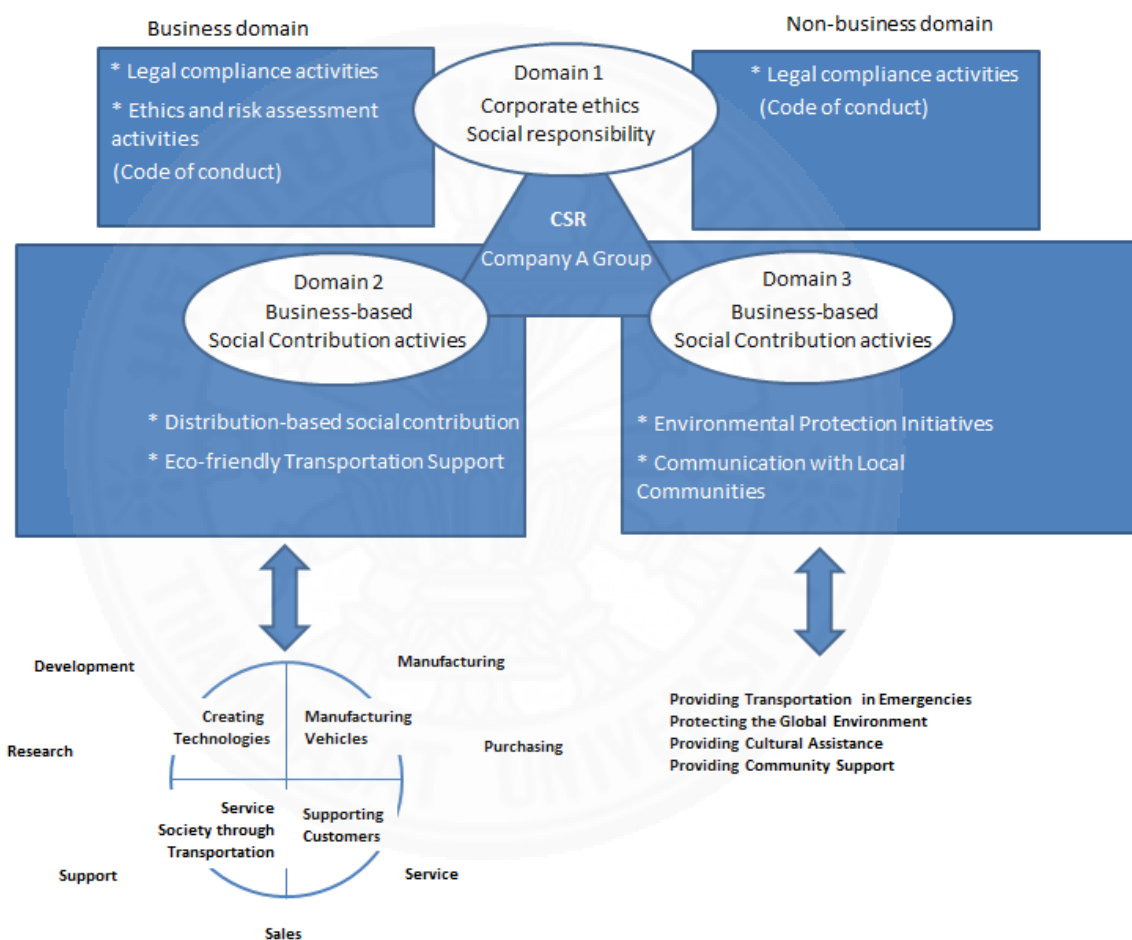 Business domain
Non-business domain
* Legal compliance activities
* Ethics and risk assessment
activities
(Code of conduct)
Domain 1
Corporate ethics
Social responsibility
* Legal compliance activities
(Code of conduct)
CSR
Company A Group
Domain 2
Business-based
Social Contribution activies
Domain 3
Business-based
Social Contribution activies
* Distribution-based social contribution
* Eco-friendly Transportation Support
* Environmental Protection Initiatives
* Communication with Local
Communities
Development
Manufacturing
Creating
Technologies
Manufacturing
Vehicles
Research
Purchasing
Service
Society through
Transportation
Supporting
Customers
Support
Service
Sales
Providing Transportation in Emergencies
Protecting the Global Environment
Providing Cultural Assistance
Providing Community Support